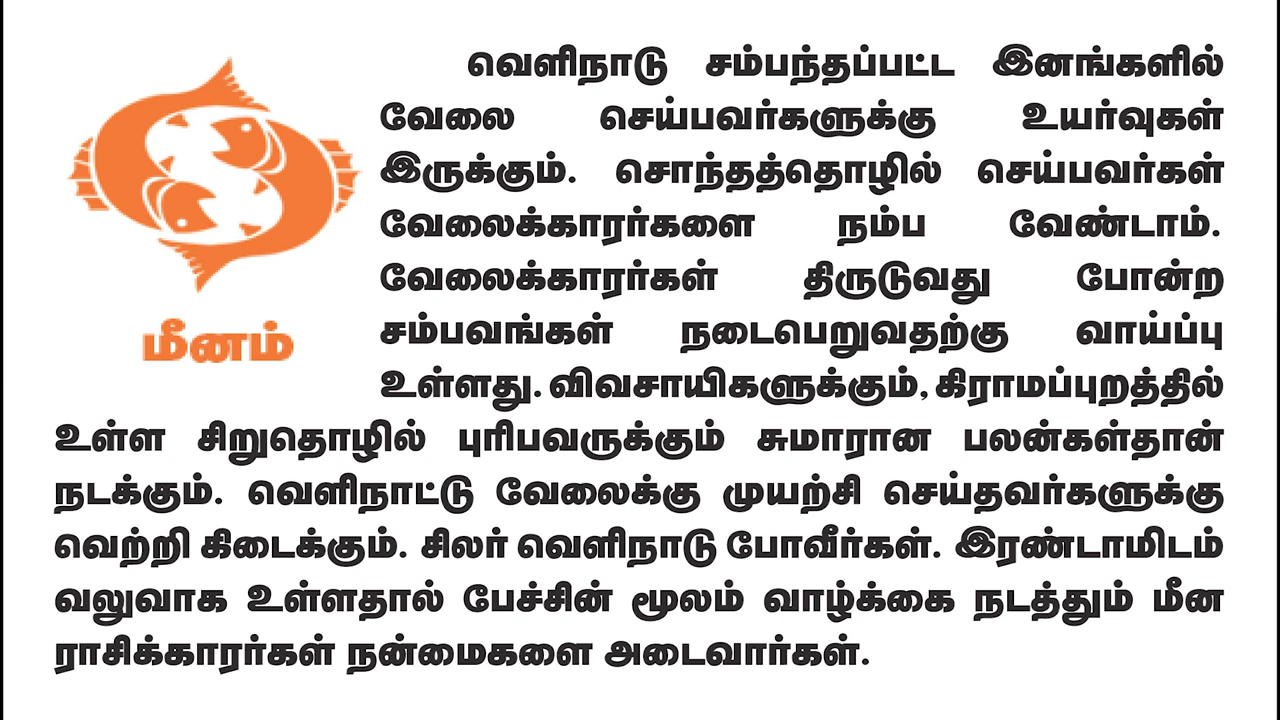 வெளிநாடு சம்பந்தப்பட்ட இனங்களில்
வேலை செய்பவர்களுக்கு உயர்வுகள்
இருக்கும். சொந்தத்தொழில் செய்பவர்கள்
வேலைக்காரர்களை நம்ப வேண்டாம்.
வேலைக்காரர்கள் திருடுவது போன்ற
சம்பவங்கள் நடைபெறுவதற்கு வாய்ப்பு
உள்ளது. விவசாயிகளுக்கும், கிராமப்புறத்தில்
உள்ள சிறுதொழில் புரிபவருக்கும் சுமாரான பலன்கள்தான்
நடக்கும். வெளிநாட்டு வேலைக்கு முயற்சி செய்தவர்களுக்கு
வெற்றி கிடைக்கும். சிலர் வெளிநாடு போவீர்கள். இரண்டாமிடம்
வலுவாக உள்ளதால் பேச்சின் மூலம் வாழ்க்கை நடத்தும் மீன
ராசிக்காரர்கள் நன்மைகளை அடைவார்கள்.
மீனம்